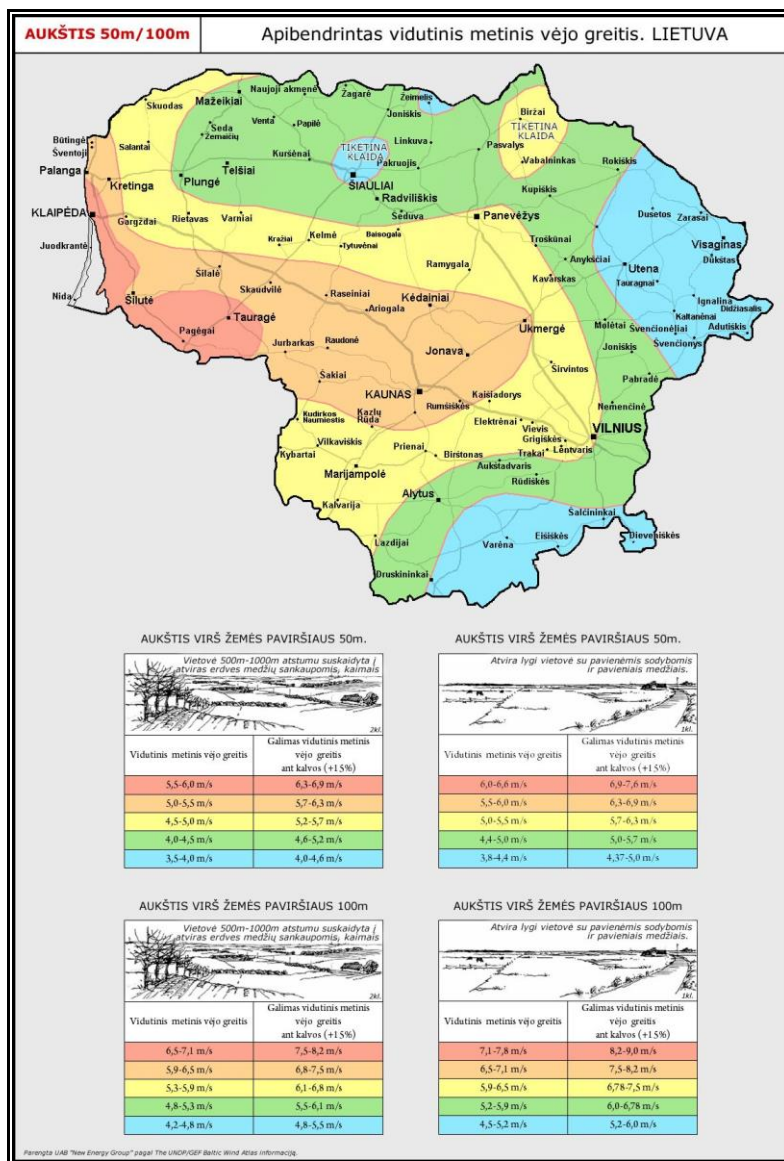 AUKŠTIS 50m/100m
Apibendrintas vidutinis metinis vėjo greitis. LIETUVA
Naujoji akmenė
Žagarė
Žeimelis
Skuodas
Mažeikiai
Joniškis
Biržai
Venta
Papilė
Seda
Žemaičių
TIKĖTINA
KLAIDA
Būtingė
Šventoji
Salantai
Kuršėnai
TIKĖTINA
KLAIDA
Linkuva
Pasvalys
Pakruojis
Vabalninkas
Rokiškis
Palanga
Kretinga
Plungė
Telšiai
ŠIAULIAI
Radviliškis
Kupiškis
KLAIPĖDA
Gargždai
Rietavas
Varniai
Šeduva
Panevėžys
Dusetos
Zarasai
Juodkrantė
Kražiai
Kelmė
Tytuvėnai
Baisogala
Troškūnai
Visaginas
Dūkštas
Šilalė
Ramygala
Anykščiai
Utena
Tauragnai
Nida
Šilutė
Skaudvilė
Raseiniai
Ariogala
Kėdainiai
Kavarskas
Ignalina
Didžiasalis
Pagėgai
Tauragė
Ukmergė
Molėtai
Kaltanėnai
Švenčionėliai
Adutiškis
Jurbarkas
Raudonė
Jonava
Joniškis
Švenčionys
Šakiai
Širvintos
Pabradė
KAUNAS
Rumšiškės
Kaišiadorys
Nemenčinė
Kudirkos
Naumiestis
Kazlų
Rūda
Elektrėnai
Vievis
Grigiškės
VILNIUS
Kybartai
Vilkaviškis
Prienai
Birštonas
Trakai
Lentvaris
Marijampolė
Aukštadvaris
Rūdiškės
Kalvarija
Alytus
Šalčininkai
Lazdijai
Varėna
Eišiškės
Dieveniškės
Druskininkai
AUKŠTIS VIRŠ ŽEMĖS PAVIRŠIAUS 50m.
Vietovė 500m-1000m atstumu suskaidyta į
atviras erdves medžių sankaupomis, kaimais
2kl.
Vidutinis metinis vėjo greitis
Galimas vidutinis metinis
vėjo greitis
ant kalvos (+15%)
5,5-6,0 m/s 6,3-6,9 m/s
5,0-5,5 m/s 5,7-6,3 m/s
4,5-5,0 m/s 5,2-5,7 m/s
4,0-4,5 m/s 4,6-5,2 m/s
3,5-4,0 m/s 4,0-4,6 m/s
AUKŠTIS VIRŠ ŽEMĖS PAVIRŠIAUS 50m.
Atvira lygi vietovė su pavienėmis sodybomis
ir pavieniais medžiais.
1kl.
Vidutinis metinis vėjo greitis
Galimas vidutinis metinis
vėjo greitis
ant kalvos (+15%)
6,0-6,6 m/s 6,9-7,6 m/s
5,5-6,0 m/s 6,3-6,9 m/s
5,0-5,5 m/s 5,7-6,3 m/s
4,4-5,0 m/s 5,0-5,7 m/s
3,8-4,4 m/s 4,37-5,0 m/s
AUKŠTIS VIRŠ ŽEMĖS PAVIRŠIAUS 100m
Vietovė 500m-1000m atstumu suskaidyta į
atviras erdves medžių sankaupomis, kaimais
2kl.
Vidutinis metinis vėjo greitis
Galimas vidutinis metinis
vėjo greitis
ant kalvos (+15%)
6,5-7,1 m/s 7,5-8,2 m/s
5,9-6,5 m/s 6,8-7,5 m/s
5,3-5,9 m/s 6,1-6,8 m/s
4,8-5,3 m/s 5,5-6,1 m/s
4,2-4,8 m/s 4,8-5,5 m/s
AUKŠTIS VIRŠ ŽEMĖS PAVIRŠIAUS 100m
Atvira lygi vietovė su pavienėmis sodybomis
ir pavieniais medžiais.
1kl.
Vidutinis metinis vėjo greitis
Galimas vidutinis metinis
vėjo greitis
ant kalvos (+15%)
7,1-7,8 m/s 8,2-9,0 m/s
6,5-7,1 m/s 7,5-8,2 m/s
5,9-6,5 m/s 6,78-7,5 m/s
5,2-5,9 m/s 6,0-6,78 m/s
4,5-5,2 m/s 5,2-6,0 m/s
Parengta UAB "New Energy Group" pagal The UNDP/GEF Baltic Wind Atlas informaciją.